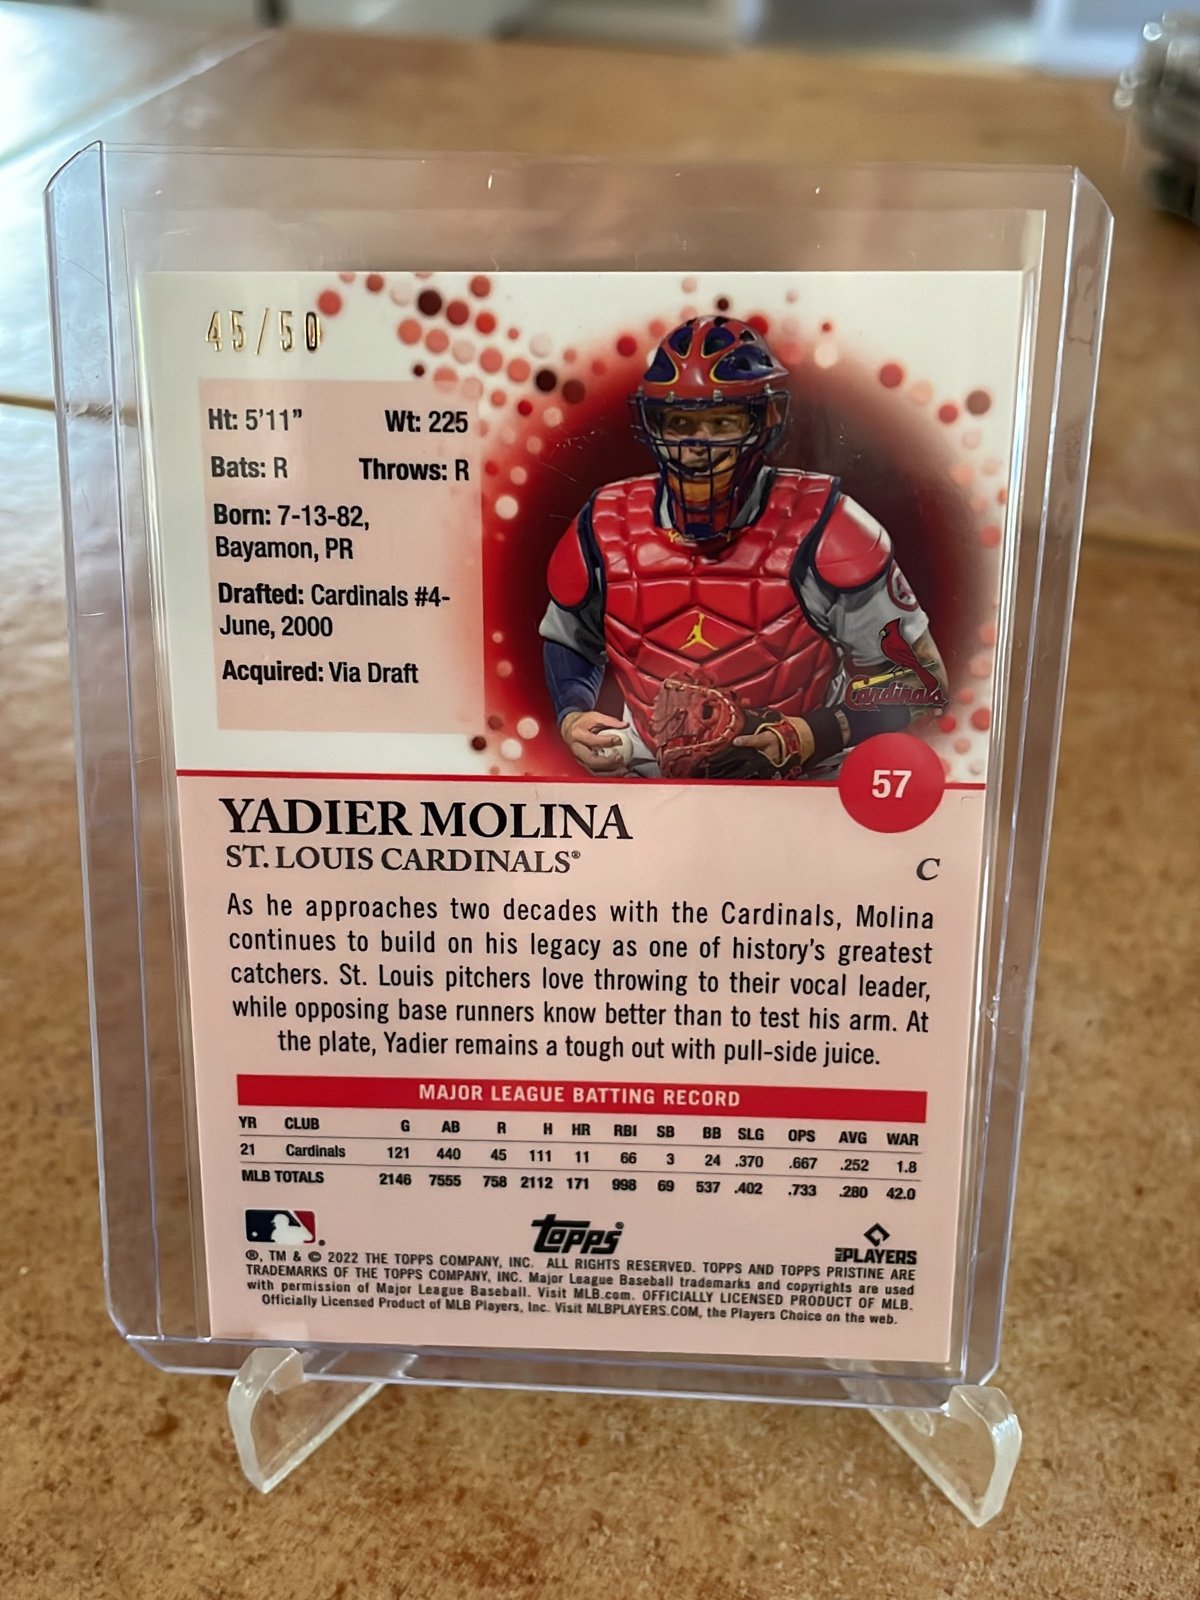 45/50
Ht: 5'11" Wt: 225
Bats: R Throws: R
Born: 7-13-82,
Bayamon, PR
Drafted: Cardinals #4-
June, 2000
Acquired: Via Draft
Cardinals
57
YADIER MOLINA
ST. LOUIS CARDINALS®
C
As he approaches two decades with the Cardinals, Molina
continues to build on his legacy as one of history's greatest
catchers. St. Louis pitchers love throwing to their vocal leader,
while opposing base runners know better than to test his arm. At
the plate, Yadier remains a tough out with pull-side juice.
MAJOR LEAGUE BATTING RECORD
YR CLUB G AB R H HR RBI SB BB SLG OPS AVG WAR
21 Cardinals 121 440 45 111 11 66 3 24 .370 .667 .252 1.8
MLB TOTALS 2146 7555 758 2112 171 998 69 537 .402 .733 .280 42.0
topps®
PLAYERS
®, TM & © 2022 THE TOPPS COMPANY, INC. ALL RIGHTS RESERVED. TOPPS AND TOPPS PRISTINE ARE
TRADEMARKS OF THE TOPPS COMPANY, INC. Major League Baseball trademarks and copyrights are used
with permission of Major League Baseball. Visit MLB.com. OFFICIALLY LICENSED PRODUCT OF MLB.
Officially Licensed Product of MLB Players, Inc. Visit MLBPLAYERS.COM, the Players Choice on the web.